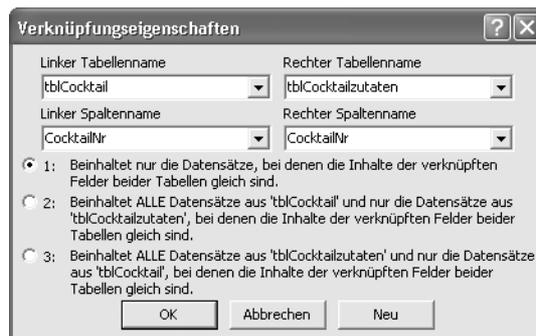 Verknüpfungseigenschaften
Linker Tabellenname Rechter Tabellenname
tblCocktail tblCocktailzutaten
Linker Spaltenname Rechter Spaltenname
CocktailNr CocktailNr
1: Beinhaltet nur die Datensätze, bei denen die Inhalte der verknüpften
Felder beider Tabellen gleich sind.
2: Beinhaltet ALLE Datensätze aus 'tblCocktail' und nur die Datensätze aus
'tblCocktailzutaten', bei denen die Inhalte der verknüpften Felder beider
Tabellen gleich sind.
3: Beinhaltet ALLE Datensätze aus 'tblCocktailzutaten' und nur die Datensätze
aus 'tblCocktail', bei denen die Inhalte der verknüpften Felder beider
Tabellen gleich sind.
OK Abbrechen Neu